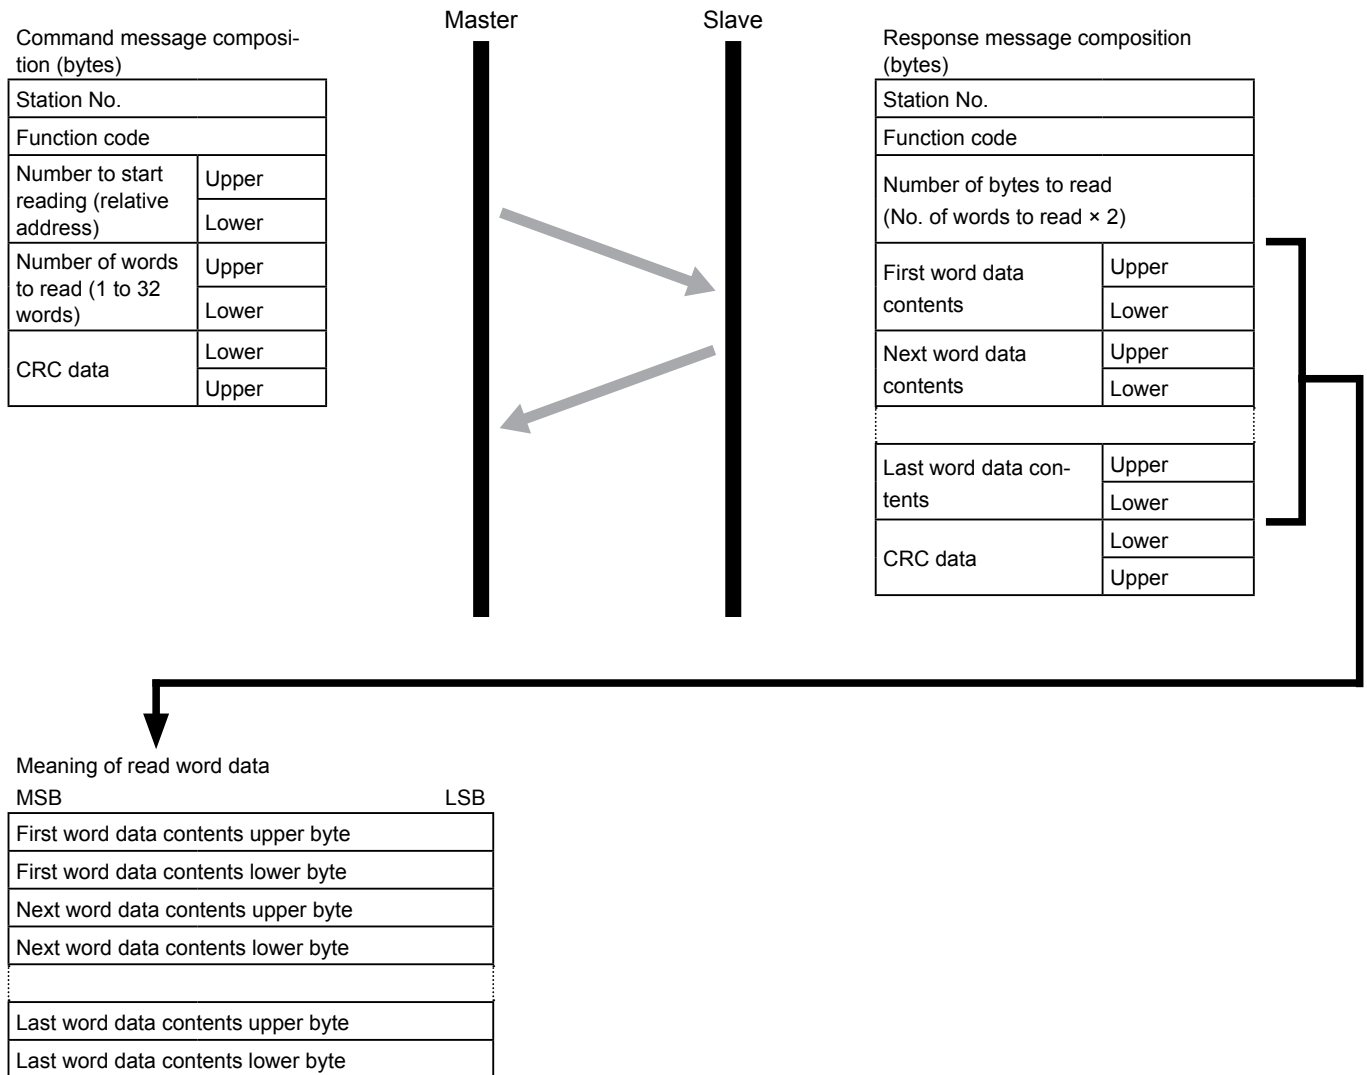 Master
Slave
Command message composi-
tion (bytes)
Station No.
Function code
Number to start
reading (relative
address)
Upper
Lower
Number of words
to read (1 to 32
words)
Upper
Lower
CRC data
Lower
Upper
Response message composition
(bytes)
Station No.
Function code
Number of bytes to read
(No. of words to read × 2)
First word data
contents
Upper
Lower
Next word data
contents
Upper
Lower
Last word data con-
tents
Upper
Lower
CRC data
Lower
Upper
Meaning of read word data
MSB LSB
First word data contents upper byte
First word data contents lower byte
Next word data contents upper byte
Next word data contents lower byte
Last word data contents upper byte
Last word data contents lower byte